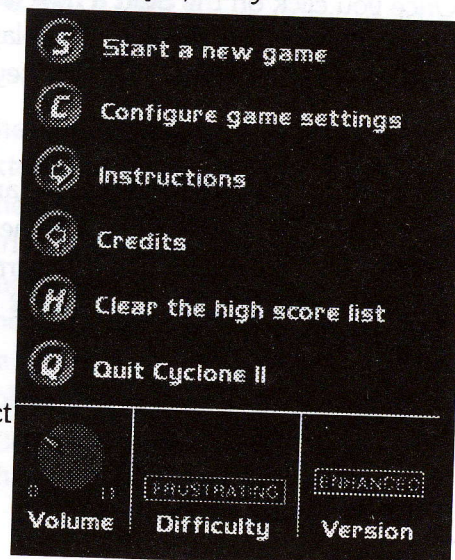 S Start a new game
C Configure game settings
Instructions
Credits
H Clear the high score list
Q Quit Cyclone II
ct
0 11
FRUSTRATING ENHANCED
Volume Difficulty Version